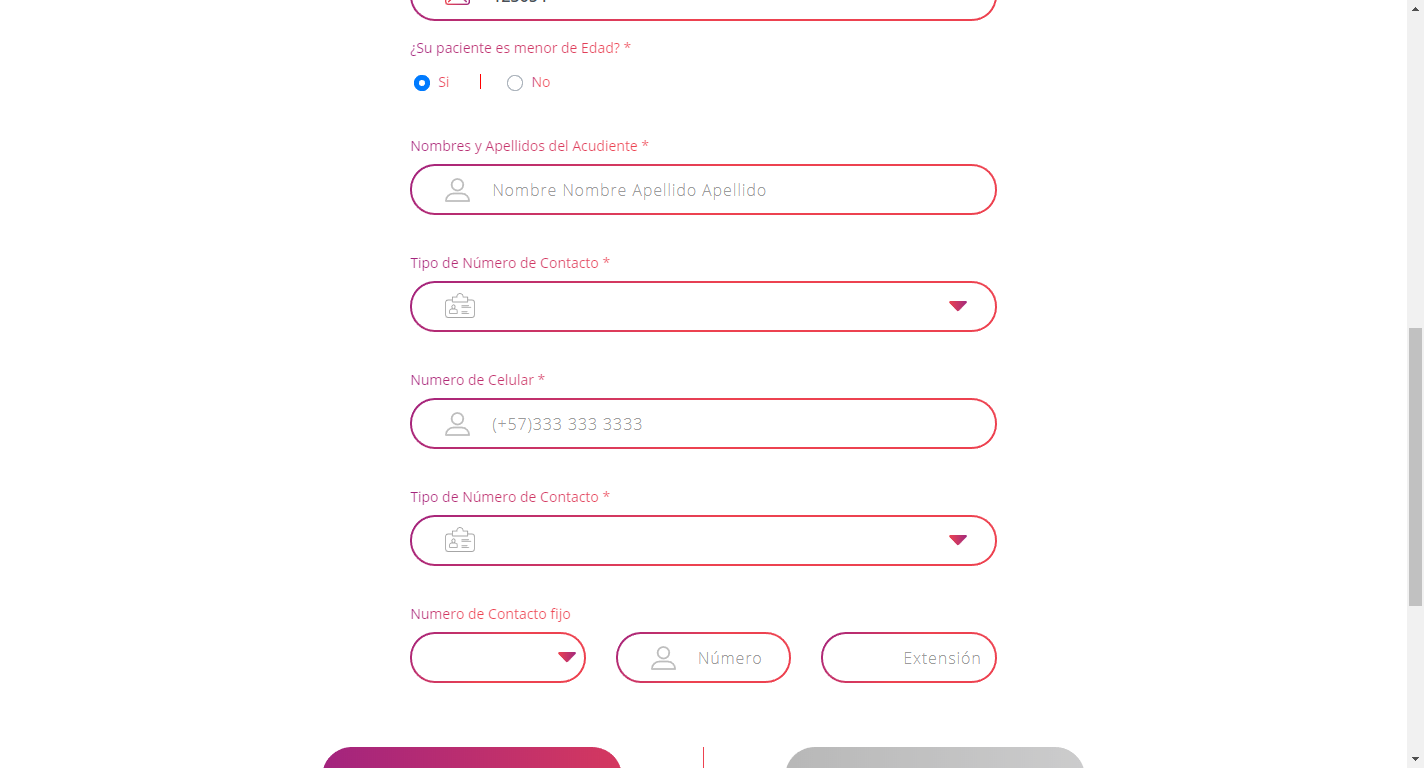 ¿Su paciente es menor de Edad? *
Si | No
Nombres y Apellidos del Acudiente *
Nombre Nombre Apellido Apellido
Tipo de Número de Contacto *
Numero de Celular *
(+57)333 333 3333
Tipo de Número de Contacto *
Numero de Contacto fijo
Número
Extensión